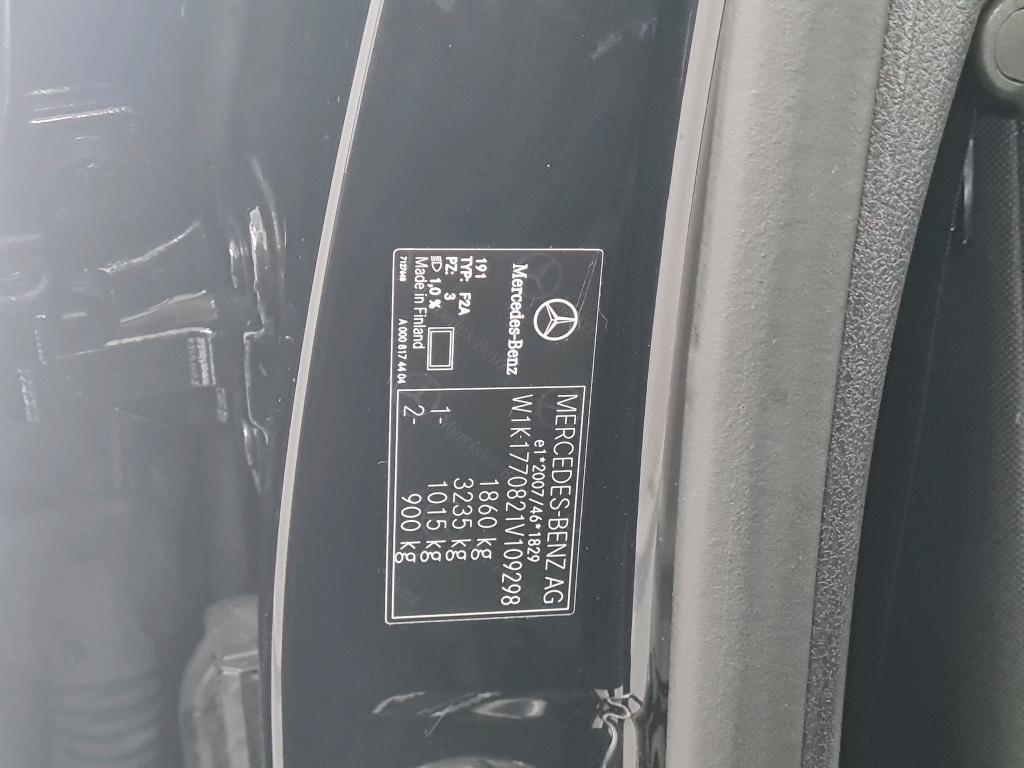 Mercedes-Benz
191
TYP: F2A
PZ: 3
1,0 %
Made in Finland
A 000 817 44 04
MERCEDES-BENZ AG
e1*2007/46*1829
W1K1770821V109298
1860 kg
3235 kg
1- 1015 kg
2- 900 kg